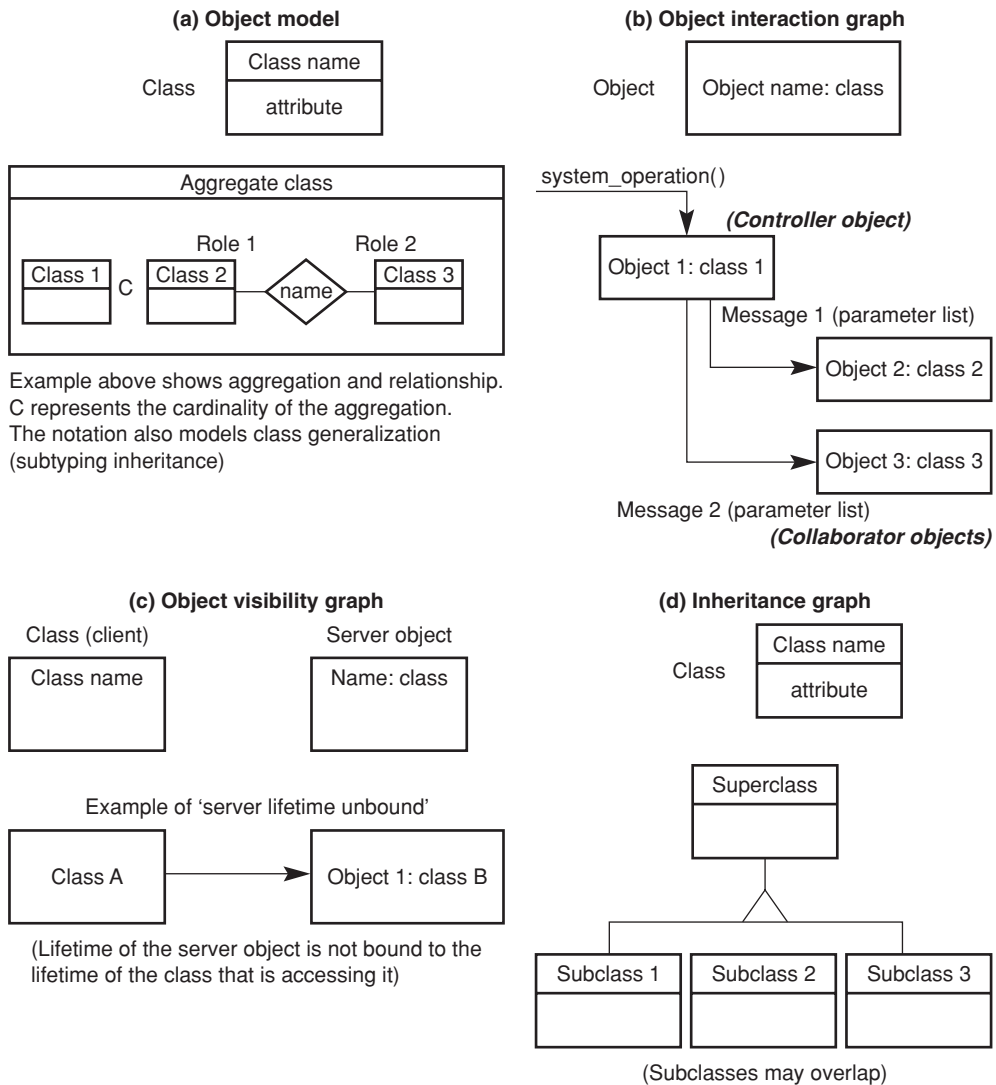 (a) Object model
Class
Class name
attribute
Aggregate class
Role 1
Role 2
Class 1
C
Class 2
name
Class 3
Example above shows aggregation and relationship.
C represents the cardinality of the aggregation.
The notation also models class generalization
(subtyping inheritance)
(b) Object interaction graph
Object
Object name: class
system_operation()
(Controller object)
Object 1: class 1
Message 1 (parameter list)
Object 2: class 2
Object 3: class 3
Message 2 (parameter list)
(Collaborator objects)
(c) Object visibility graph
Class (client)
Server object
Class name
Name: class
Example of ‘server lifetime unbound’
Class A
Object 1: class B
(Lifetime of the server object is not bound to the
lifetime of the class that is accessing it)
(d) Inheritance graph
Class
Class name
attribute
Superclass
Subclass 1
Subclass 2
Subclass 3
(Subclasses may overlap)